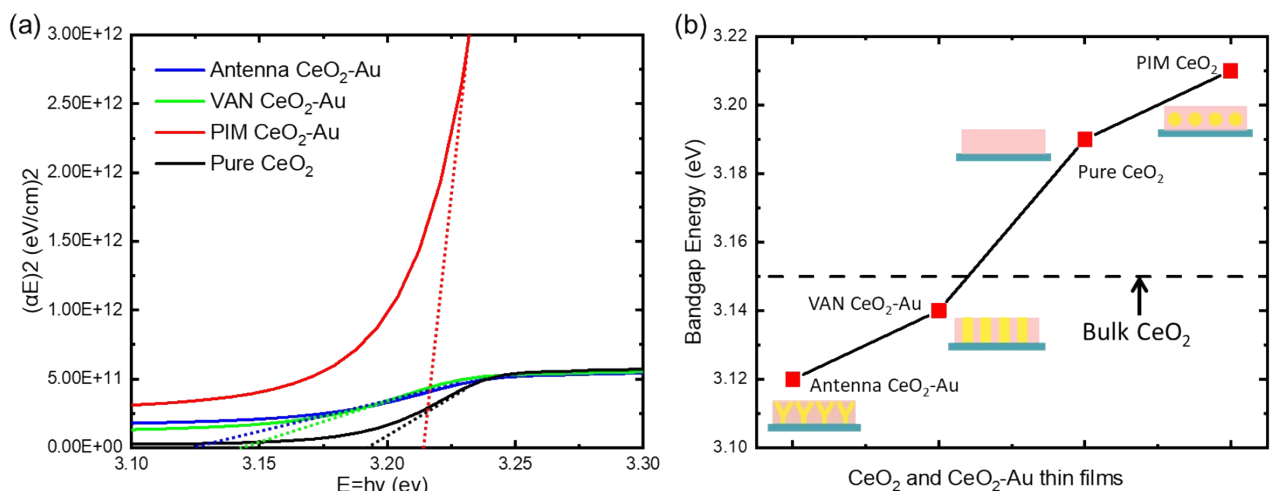 (a)
(αE)2 (eV/cm)2
3.00E+12
2.50E+12
2.00E+12
1.50E+12
1.00E+12
5.00E+11
0.00E+00
Antenna CeO₂-Au
VAN CeO₂-Au
PIM CeO₂-Au
Pure CeO₂
3.10 3.15 3.20 3.25 3.30
E=hv (ev)
(b)
Bandgap Energy (eV)
3.22
3.20
3.18
3.16
3.14
3.12
3.10
PIM CeO₂
Pure CeO₂
VAN CeO₂-Au
Bulk CeO₂
Antenna CeO₂-Au
CeO₂ and CeO₂-Au thin films